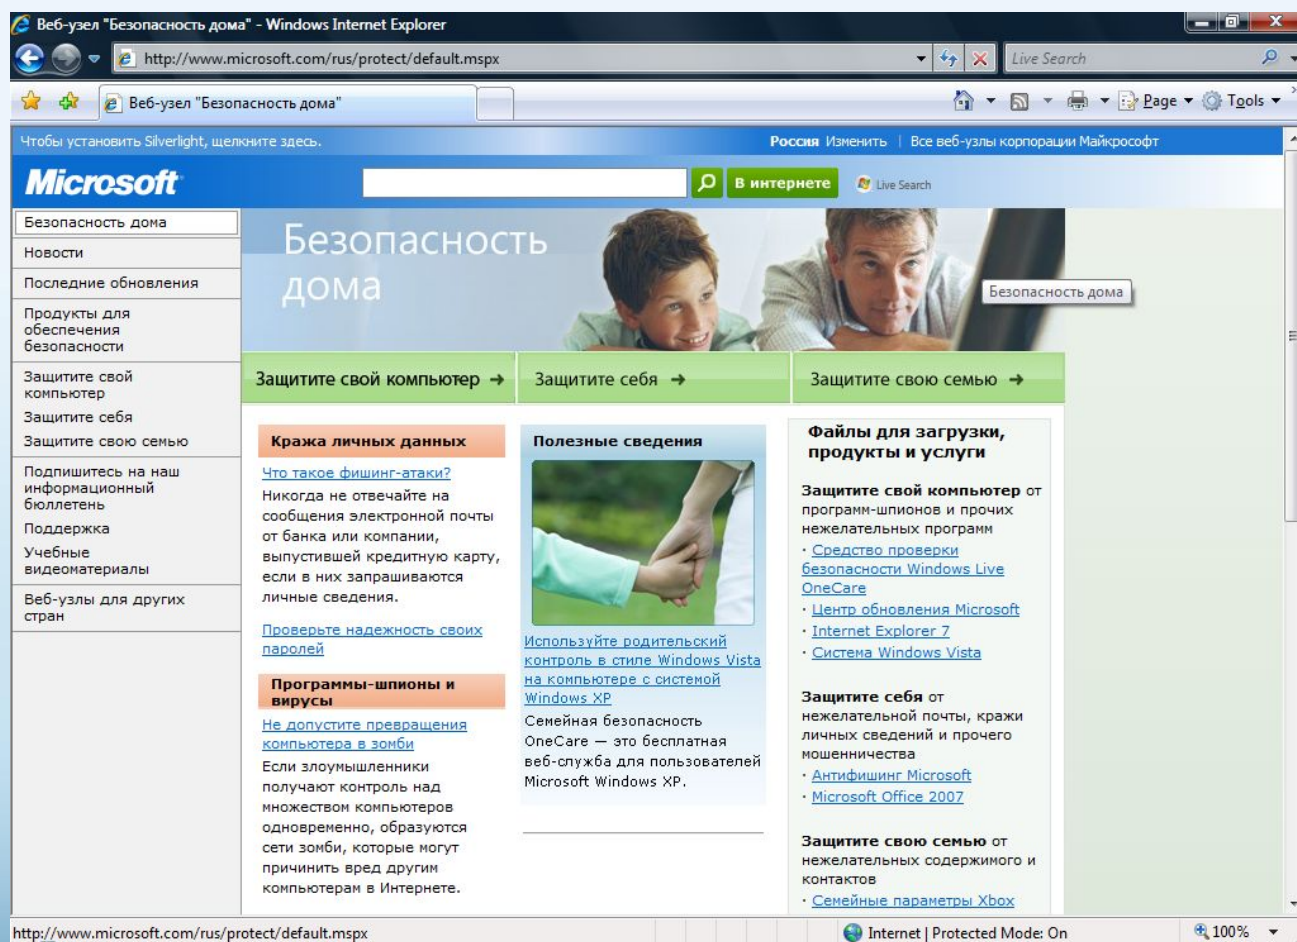 Веб-узел "Безопасность дома" - Windows Internet Explorer
http://www.microsoft.com/rus/protect/default.mspx
Live Search
Веб-узел "Безопасность дома"
Page
Tools
Чтобы установить Silverlight, щелкните здесь.
Россия Изменить | Все веб-узлы корпорации Майкрософт
Microsoft
В интернете
Live Search
Безопасность дома
Новости
Последние обновления
Продукты для
обеспечения
безопасности
Защитите свой
компьютер
Защитите себя
Защитите свою семью
Подпишитесь на наш
информационный
бюллетень
Поддержка
Учебные
видеоматериалы
Веб-узлы для других
стран
Безопасность
дома
Безопасность дома
Защитите свой компьютер →
Защитите себя →
Защитите свою семью →
Кража личных данных
Что такое фишинг-атаки?
Никогда не отвечайте на
сообщения электронной почты
от банка или компании,
выпустившей кредитную карту,
если в них запрашиваются
личные сведения.
Проверьте надежность своих
паролей
Программы-шпионы и
вирусы
Не допустите превращения
компьютера в зомби
Если злоумышленники
получают контроль над
множеством компьютеров
одновременно, образуются
сети зомби, которые могут
причинить вред другим
компьютерам в Интернете.
Полезные сведения
Используйте родительский
контроль в стиле Windows Vista
на компьютере с системой
Windows XP
Семейная безопасность
OneCare — это бесплатная
веб-служба для пользователей
Microsoft Windows XP.
Файлы для загрузки,
продукты и услуги
Защитите свой компьютер от
программ-шпионов и прочих
нежелательных программ
· Средство проверки
безопасности Windows Live
OneCare
· Центр обновления Microsoft
· Internet Explorer 7
· Система Windows Vista
Защитите себя от
нежелательной почты, кражи
личных сведений и прочего
мошенничества
· Антифишинг Microsoft
· Microsoft Office 2007
Защитите свою семью от
нежелательных содержимого и
контактов
· Семейные параметры Xbox
http://www.microsoft.com/rus/protect/default.mspx
Internet | Protected Mode: On
100%